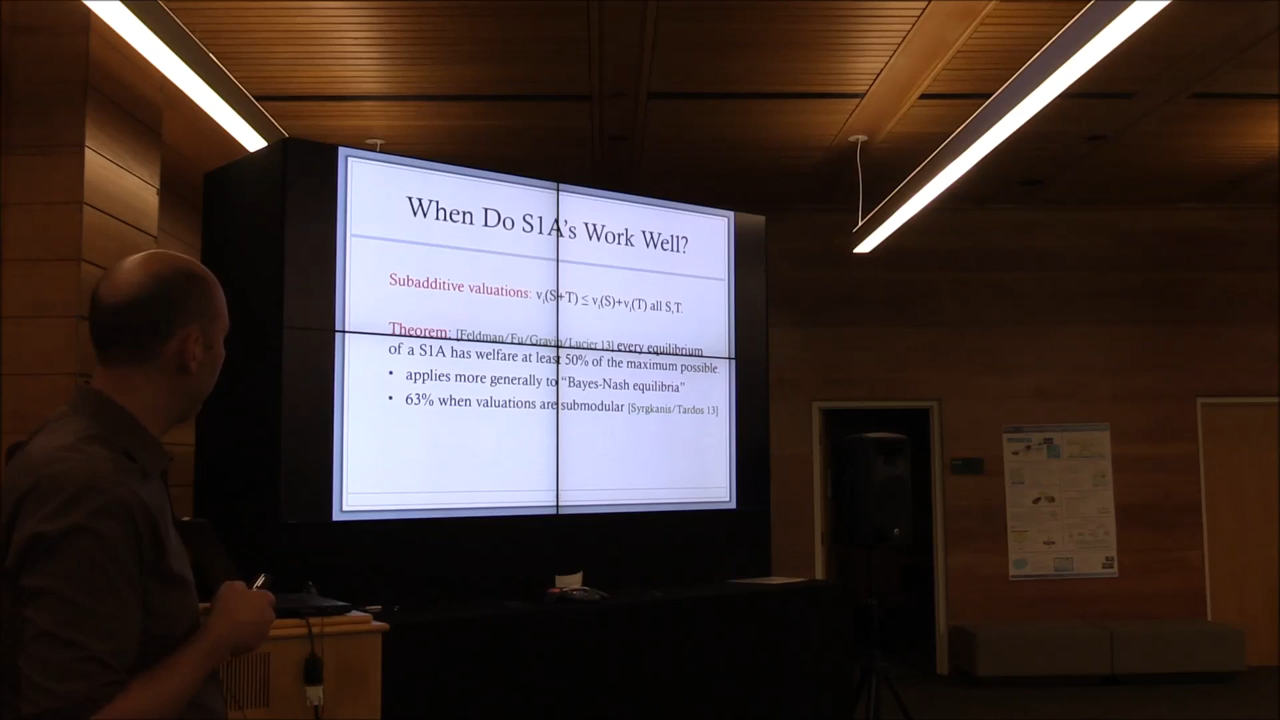 When Do S1A's Work Well?
Subadditive valuations: vᵢ(S+T) ≤ vᵢ(S)+vᵢ(T) all S,T.
Theorem: [Feldman/Fu/Gravin/Lucier 13] every equilibrium
of a S1A has welfare at least 50% of the maximum possible.
• applies more generally to “Bayes-Nash equilibria”
• 63% when valuations are submodular [Syrgkanis/Tardos 13]